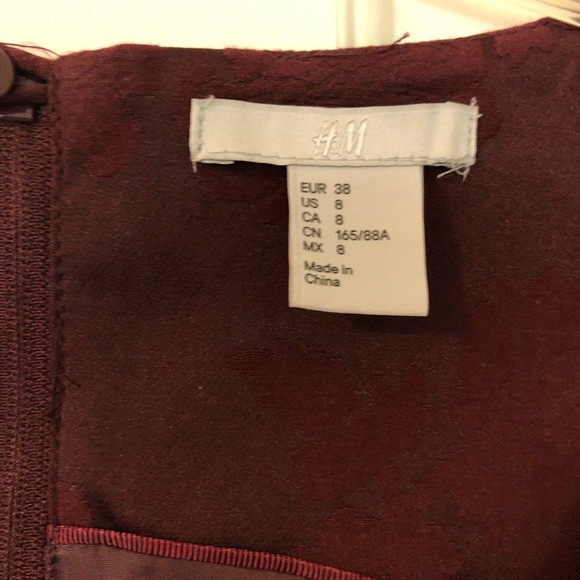 H&M
EUR 38
US 8
CA 8
CN 165/88A
MX 8
Made in
China